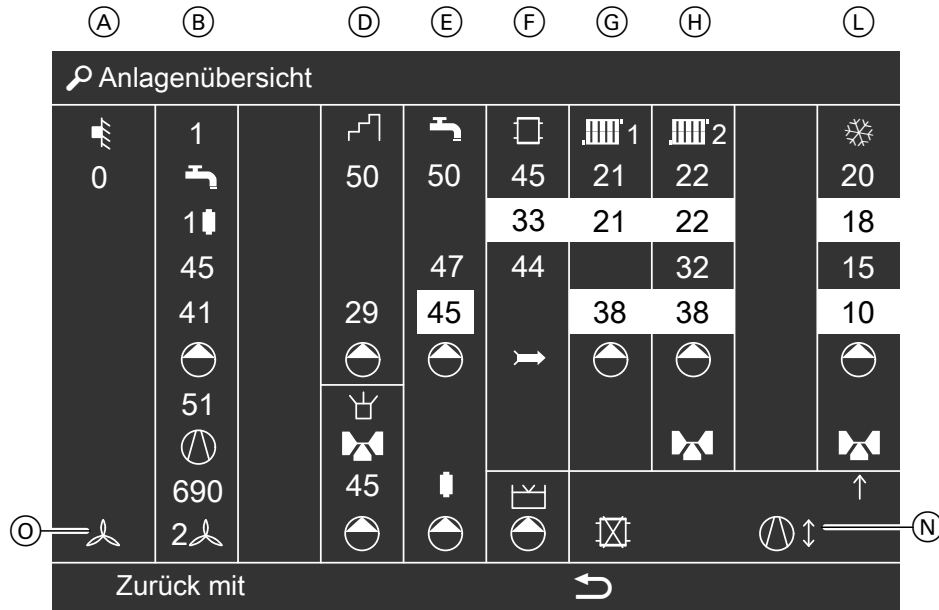 A B D E F G H L
Anlagenübersicht
1 1 2
0 50 50 45 21 22 20
1 33 21 22 18
45 47 44 32 15
41 29 45 38 38 10
51
690 45
O 2 N
Zurück mit